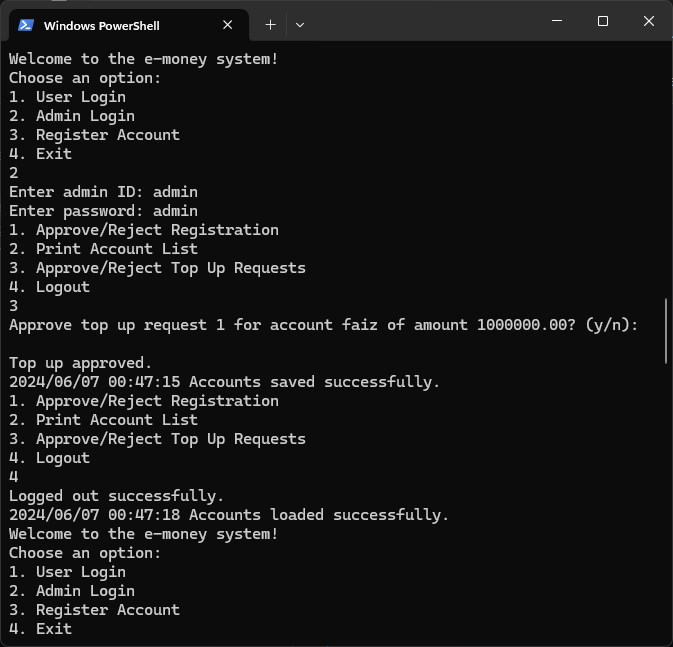 Windows PowerShell
Welcome to the e-money system!
Choose an option:
1. User Login
2. Admin Login
3. Register Account
4. Exit
2
Enter admin ID: admin
Enter password: admin
1. Approve/Reject Registration
2. Print Account List
3. Approve/Reject Top Up Requests
4. Logout
3
Approve top up request 1 for account faiz of amount 1000000.00? (y/n):
Top up approved.
2024/06/07 00:47:15 Accounts saved successfully.
1. Approve/Reject Registration
2. Print Account List
3. Approve/Reject Top Up Requests
4. Logout
4
Logged out successfully.
2024/06/07 00:47:18 Accounts loaded successfully.
Welcome to the e-money system!
Choose an option:
1. User Login
2. Admin Login
3. Register Account
4. Exit